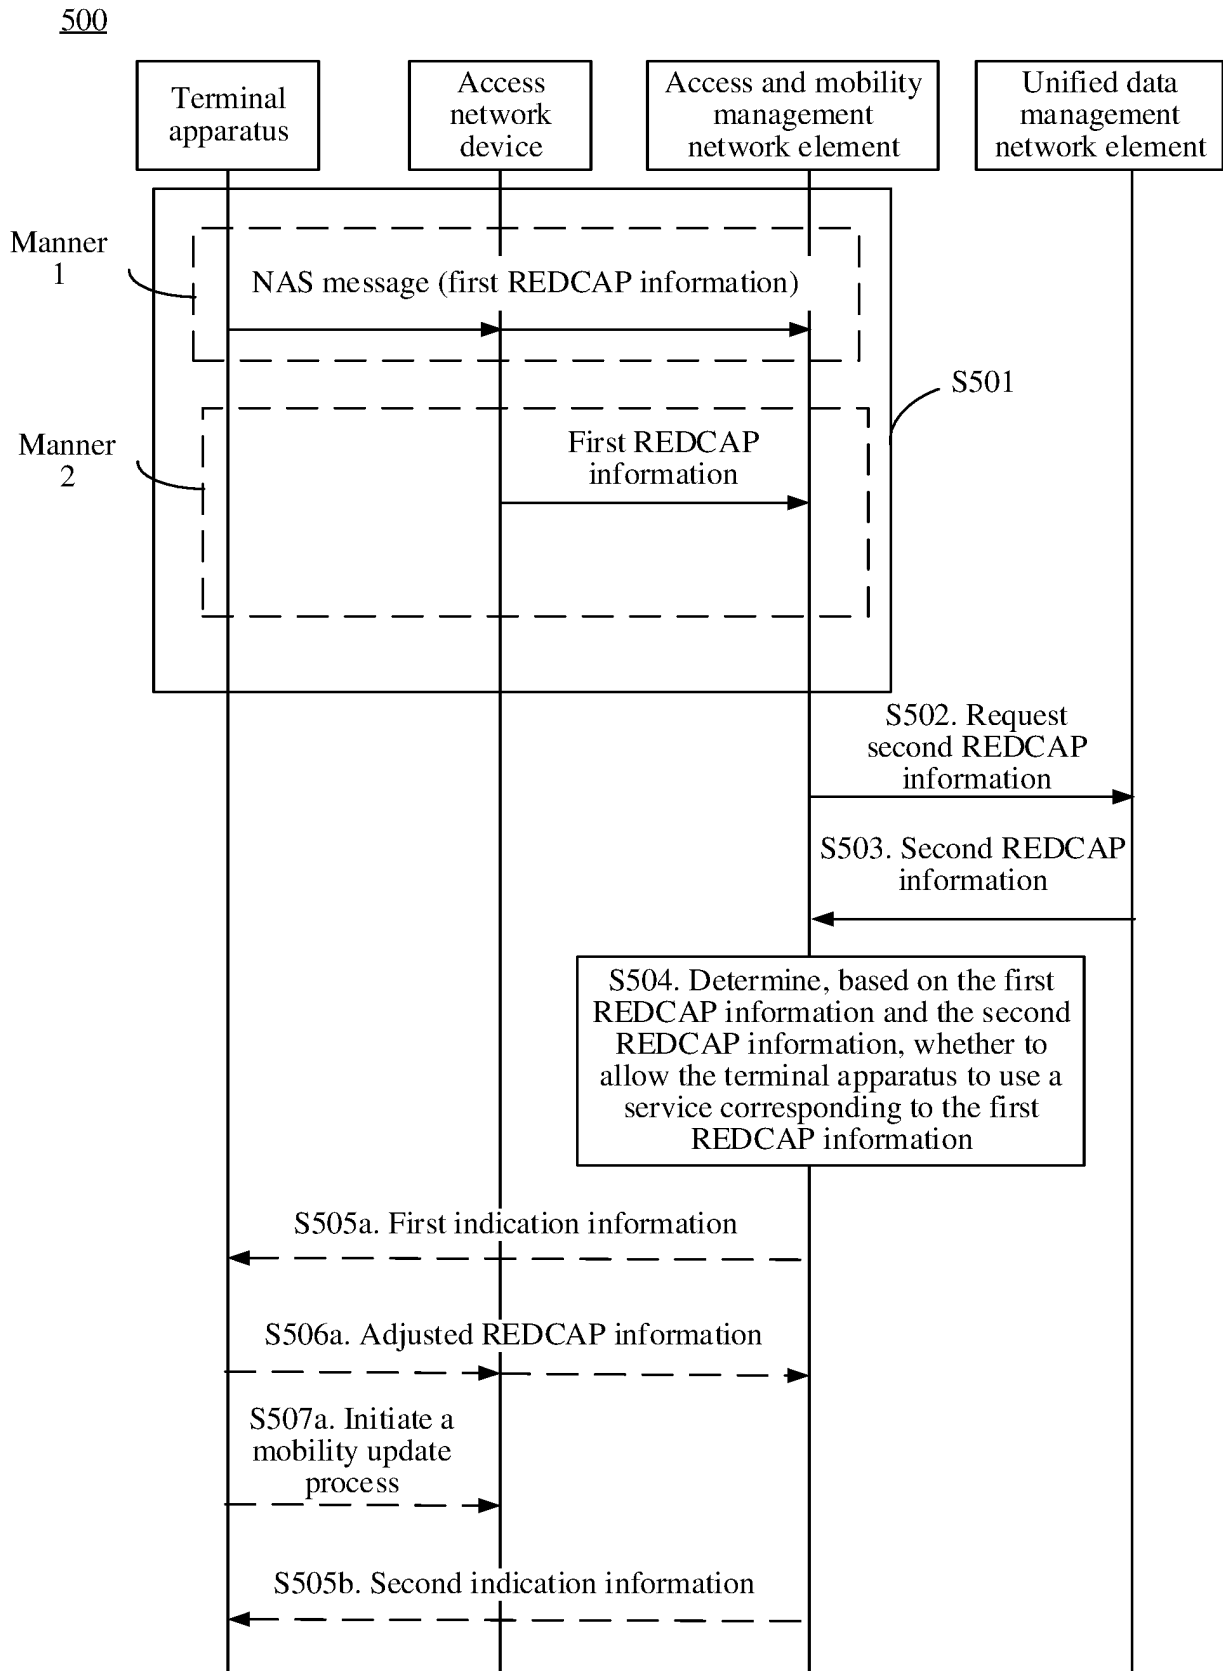 500
Terminal
apparatus
Access
network
device
Access and mobility
management
network element
Unified data
management
network element
Manner
1
NAS message (first REDCAP information)
S501
Manner
2
First REDCAP
information
S502. Request
second REDCAP
information
S503. Second REDCAP
information
S504. Determine, based on the first
REDCAP information and the second
REDCAP information, whether to
allow the terminal apparatus to use a
service corresponding to the first
REDCAP information
S505a. First indication information
S506a. Adjusted REDCAP information
S507a. Initiate a
mobility update
process
S505b. Second indication information